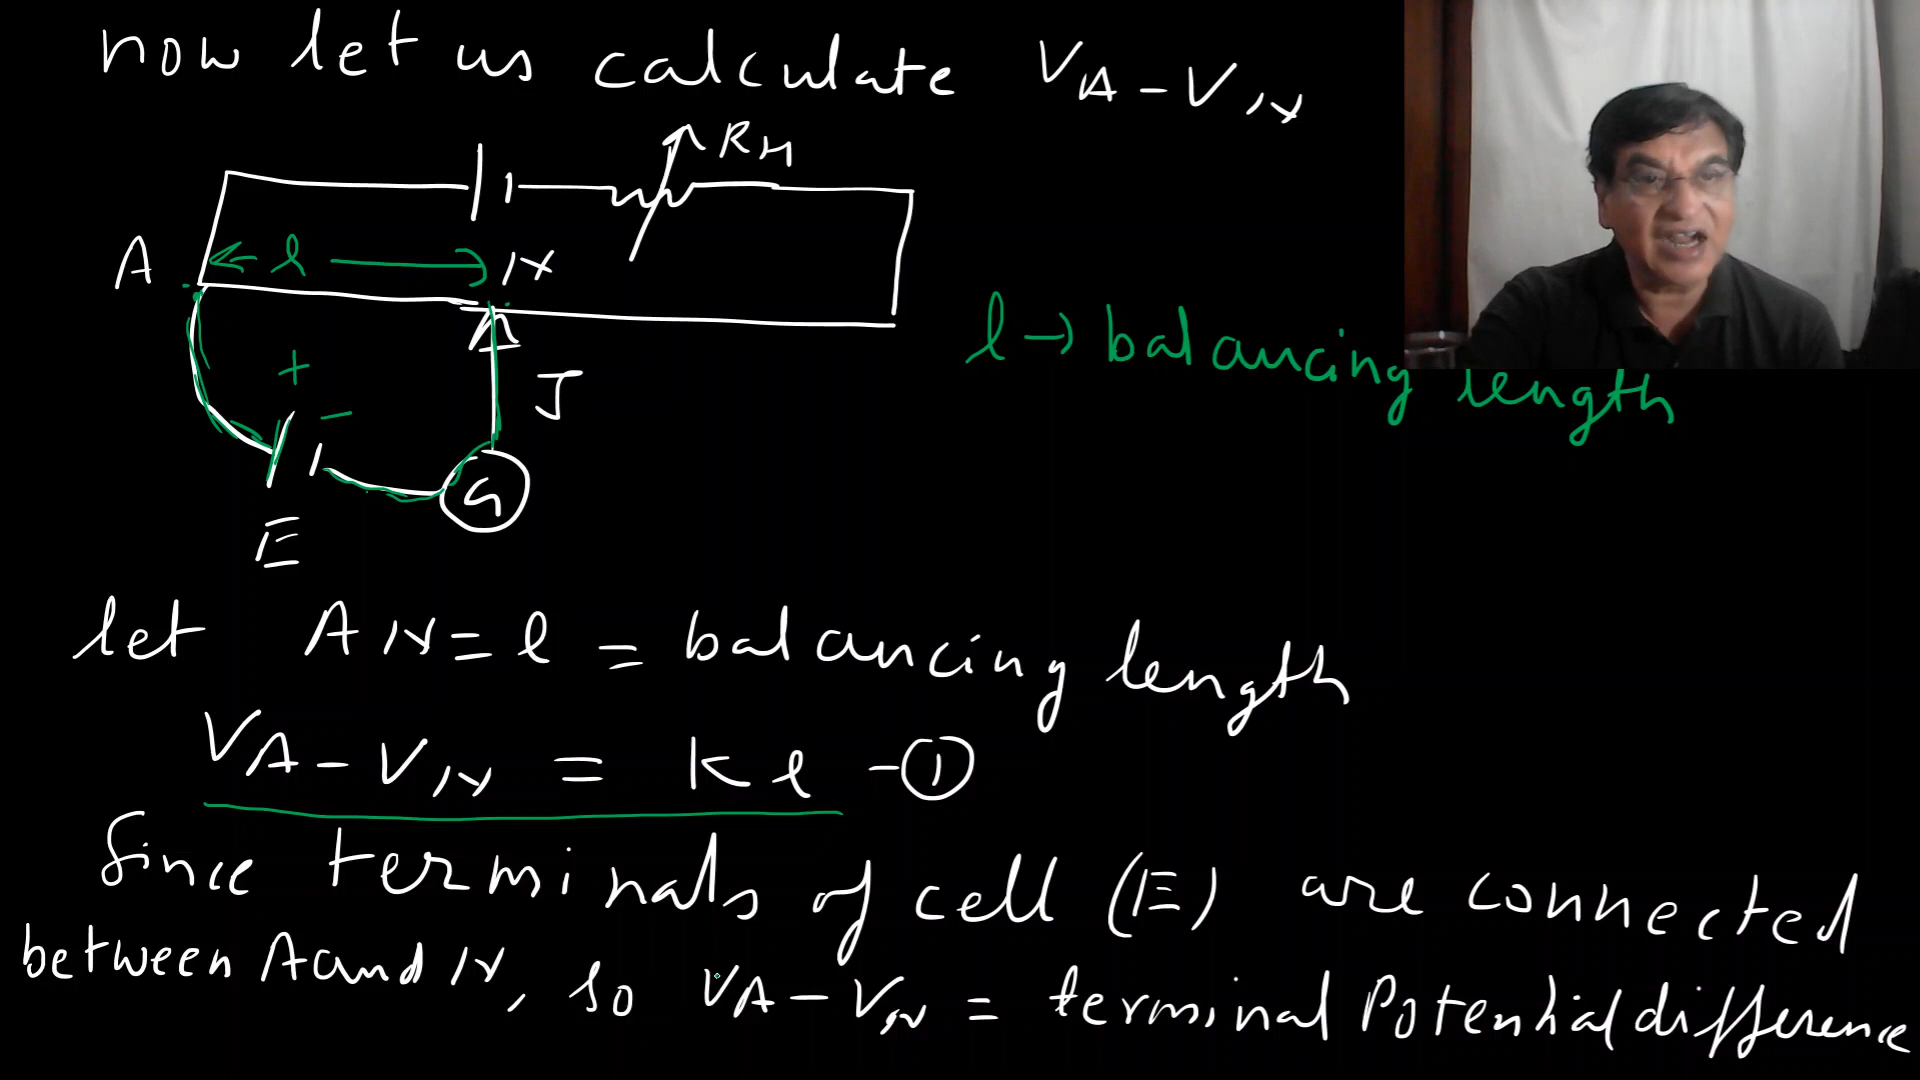 now let us calculate VA - VN
RH
A l N
l → balancing length
+
-
J
G
E
let AN = l = balancing length
VA - VN = Kl - ①
Since terminals of cell (E) are connected
between A and N, so VA - VN = terminal Potential difference